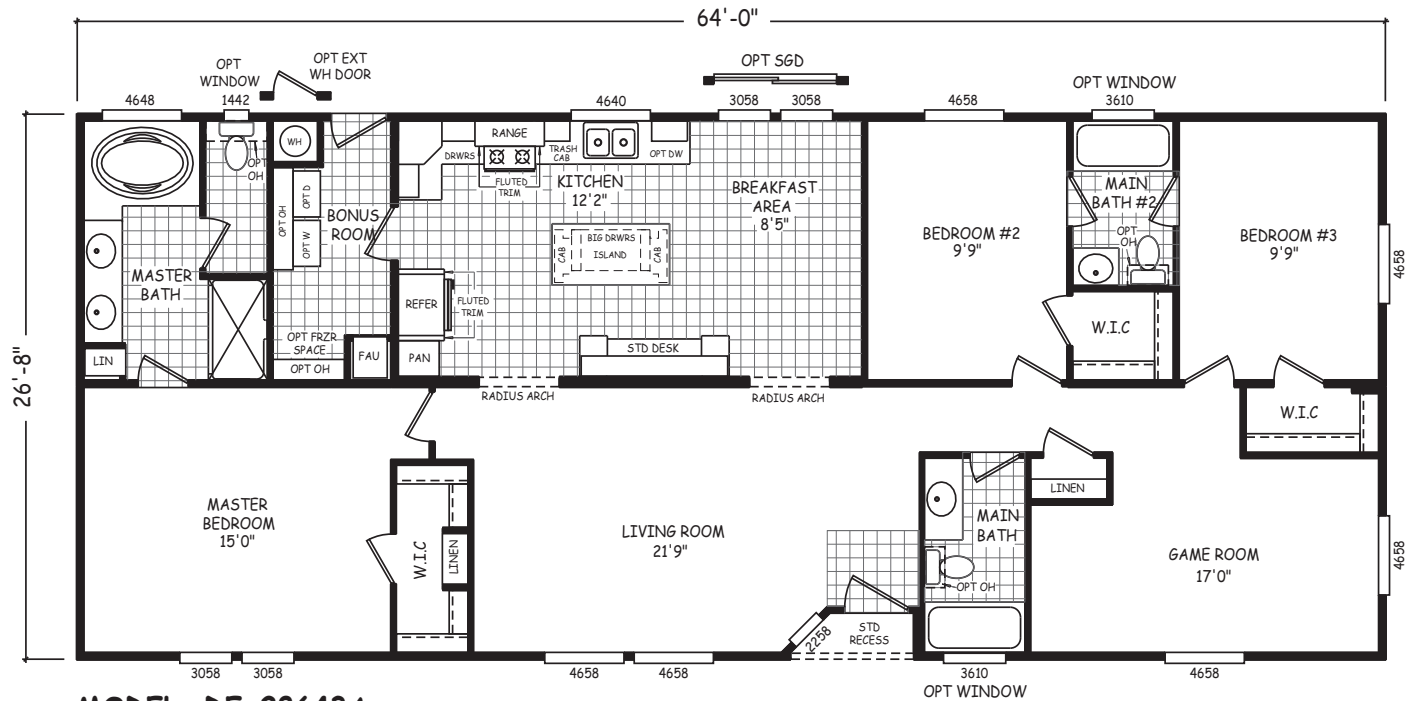 64'-0"
OPT EXT
WH DOOR
OPT
WINDOW
OPT SGD
OPT WINDOW
4648
1442
4640
3058
3058
4658
3610
26'-8"
WH
OPT
OH
OPT OH
OPT D
OPT W
BONUS
ROOM
DRWRS
RANGE
FLUTED
TRIM
TRASH
CAB
OPT DW
KITCHEN
12'2"
BREAKFAST
AREA
8'5"
CAB
BIG DRWRS
ISLAND
CAB
BEDROOM #2
9'9"
MAIN
BATH #2
OPT
OH
BEDROOM #3
9'9"
4658
MASTER
BATH
LIN
REFER
FLUTED
TRIM
OPT FRZR
SPACE
OPT OH
FAU
PAN
STD DESK
W.I.C
RADIUS ARCH
RADIUS ARCH
W.I.C
MASTER
BEDROOM
15'0"
W.I.C
LINEN
LIVING ROOM
21'9"
MAIN
BATH
OPT OH
LINEN
GAME ROOM
17'0"
4658
2258
STD
RECESS
3058
3058
4658
4658
3610
OPT WINDOW
4658